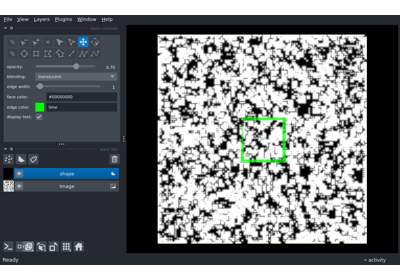 File View Layers Plugins Window Help
opacity: 0.70
blending: translucent
edge width: 1
face color: #00000000
edge color: lime
display text: ✓
shape
Image
Ready
activity